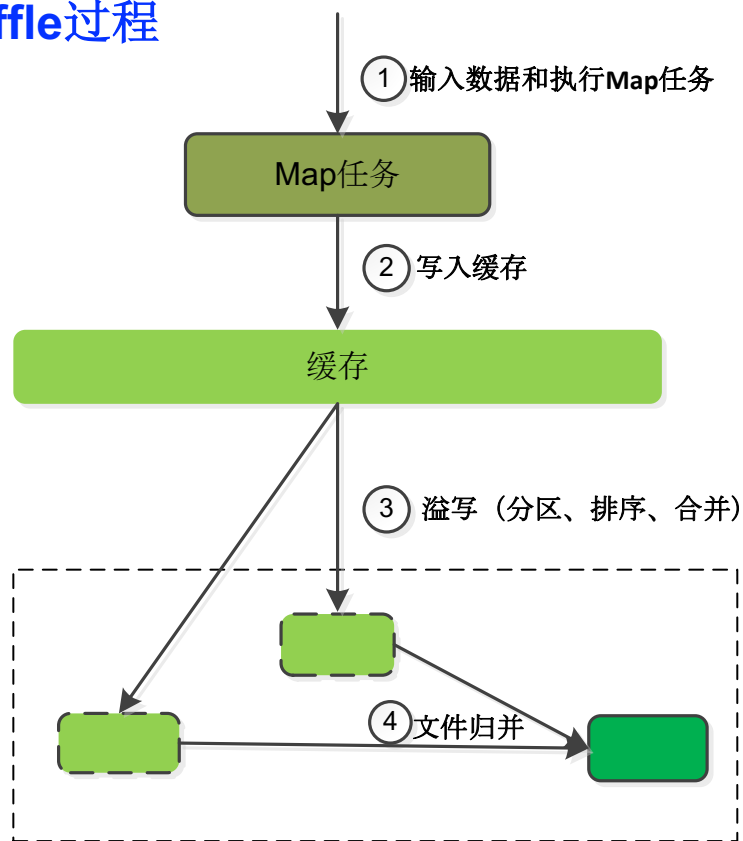 ffle过程
1 输入数据和执行Map任务
Map任务
2 写入缓存
缓存
3 溢写（分区、排序、合并）
4 文件归并